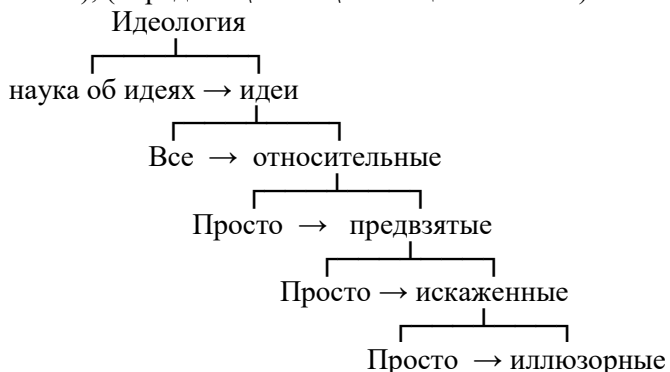 Идеология
наука об идеях → идеи
Все → относительные
Просто → предвзятые
Просто → искаженные
Просто → иллюзорные